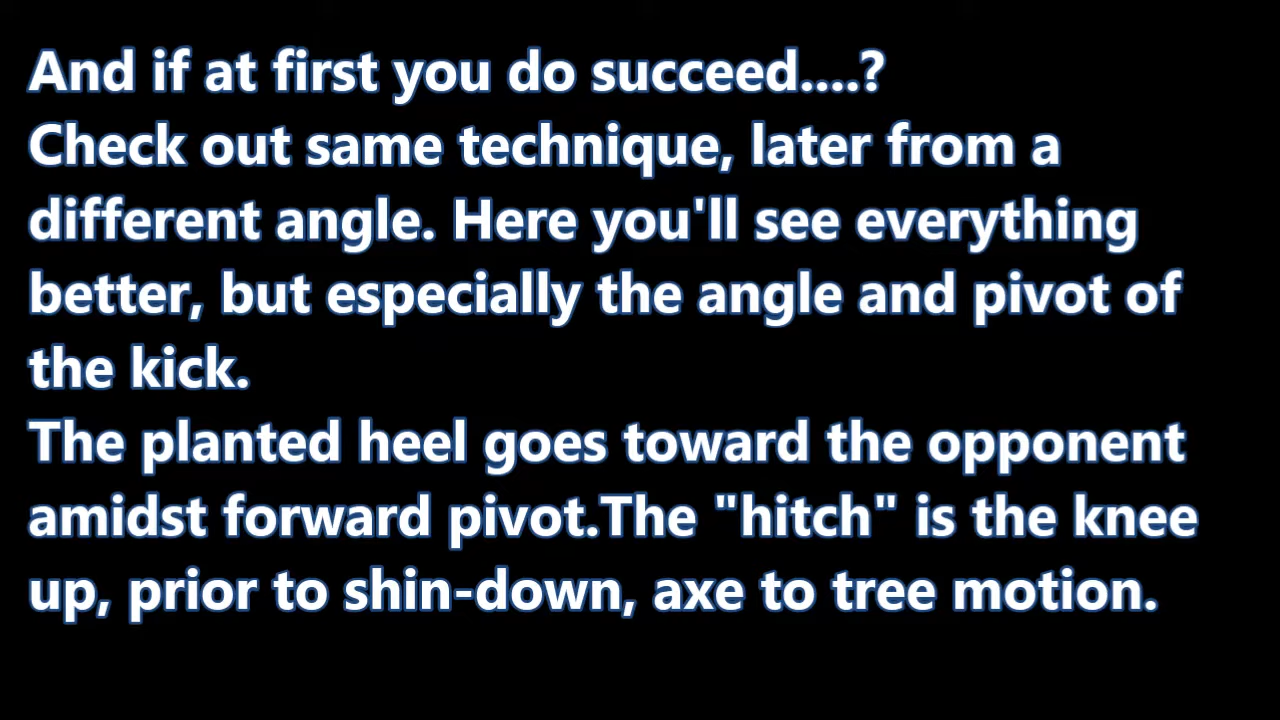 And if at first you do succeed....?
Check out same technique, later from a
different angle. Here you'll see everything
better, but especially the angle and pivot of
the kick.
The planted heel goes toward the opponent
amidst forward pivot.The "hitch" is the knee
up, prior to shin-down, axe to tree motion.